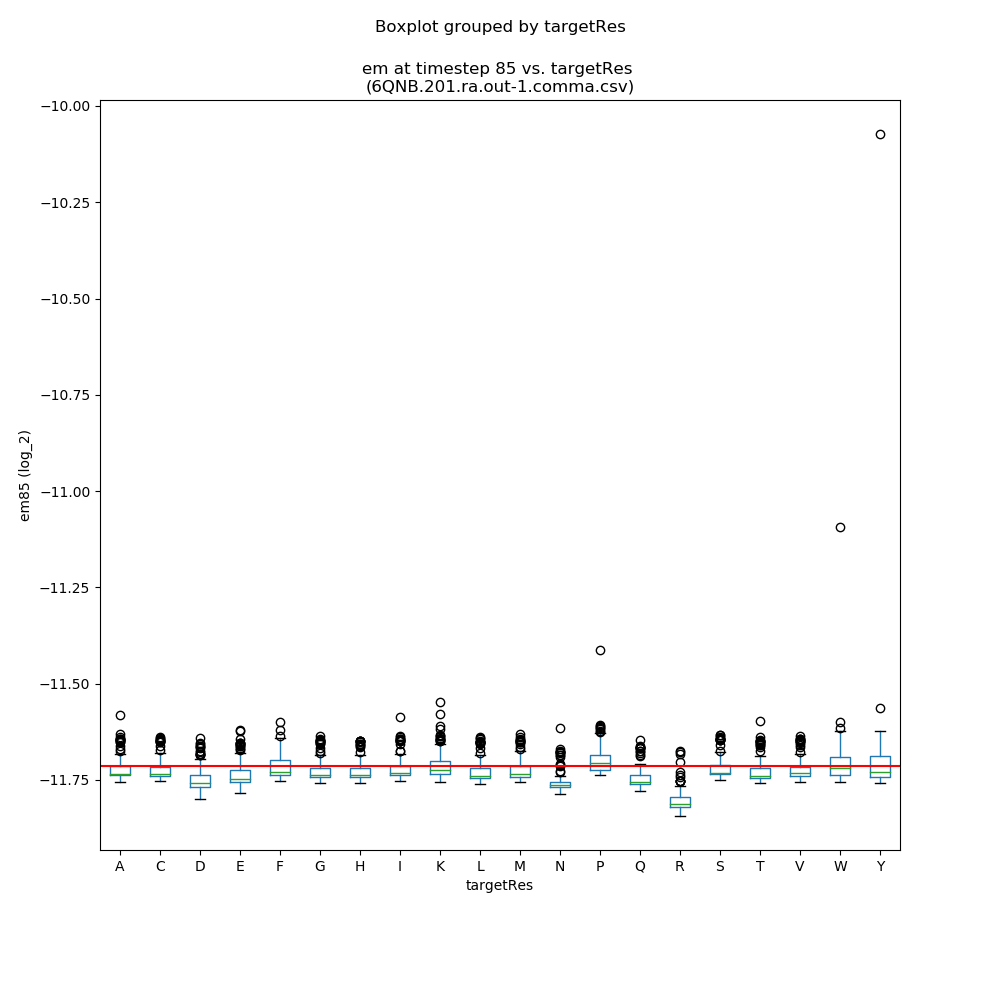 Boxplot grouped by targetRes
em at timestep 85 vs. targetRes
(6QNB.201.ra.out-1.comma.csv)
−10.00
−10.25
−10.50
−10.75
−11.00
−11.25
−11.50
−11.75
em85 (log_2)
A C D E F G H I K L M N P Q R S T V W Y
targetRes